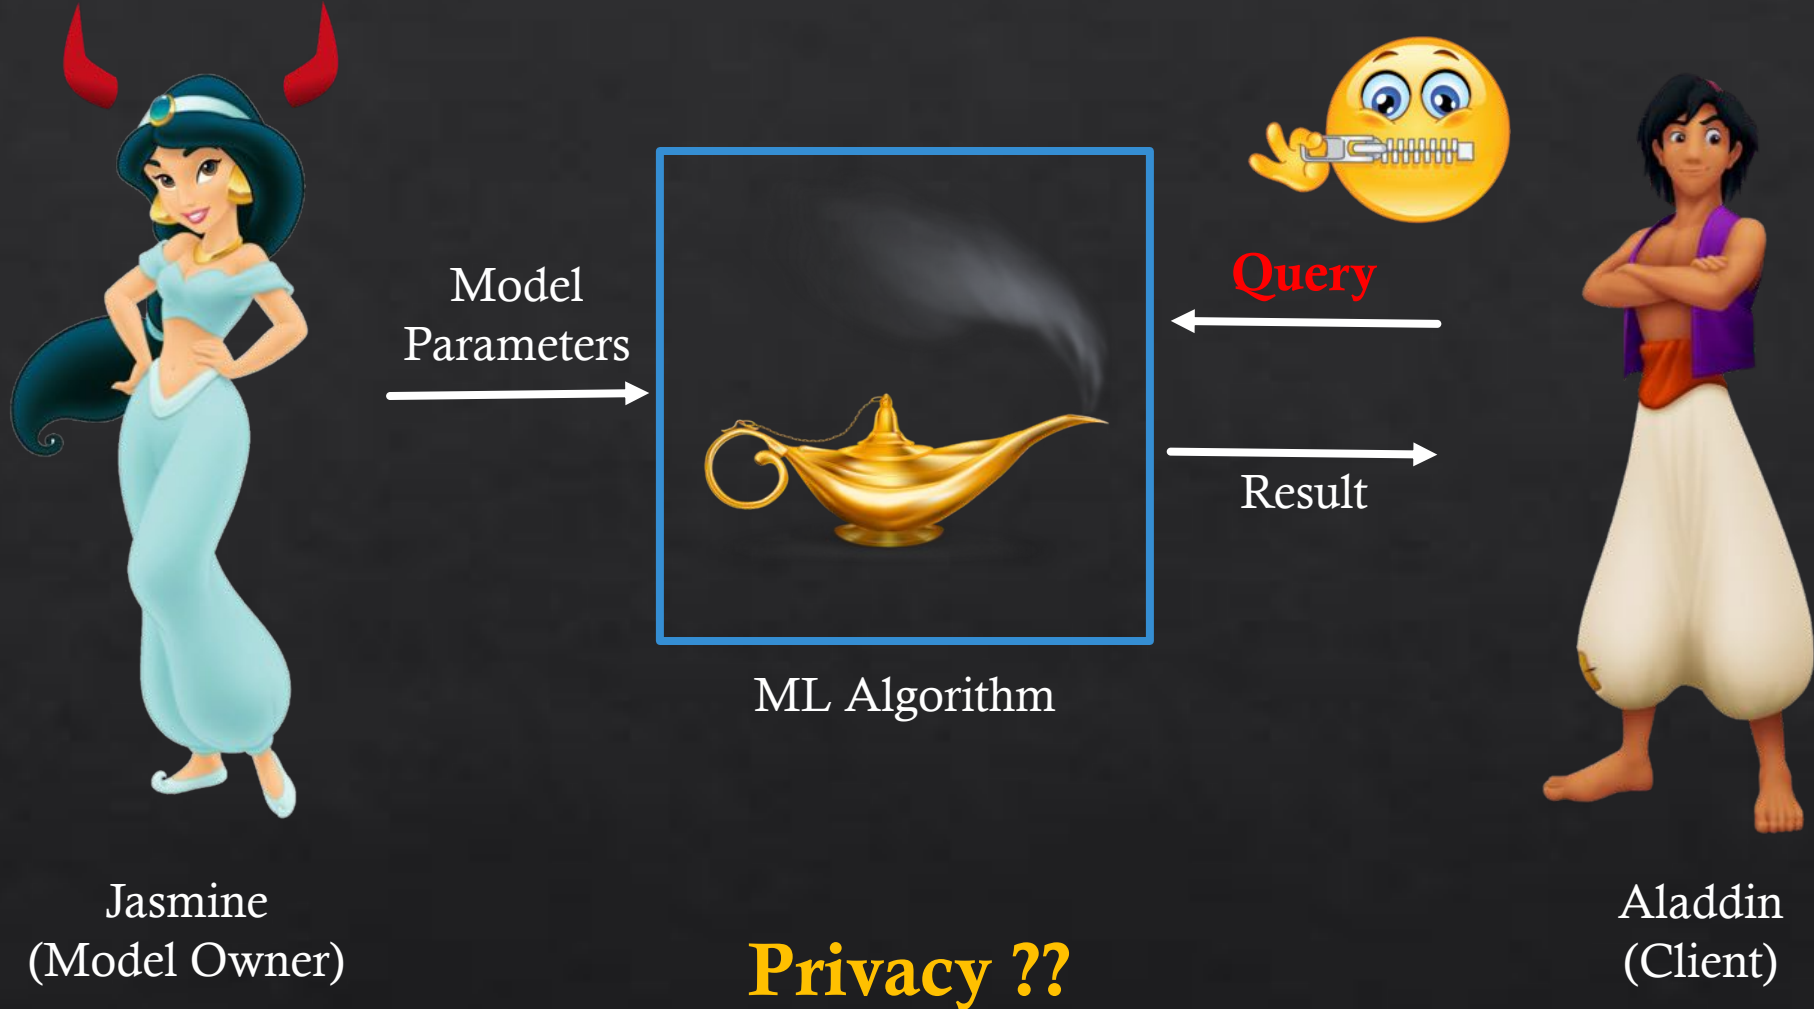 Model
Parameters
Query
Result
ML Algorithm
Jasmine
(Model Owner)
Aladdin
(Client)
Privacy ??